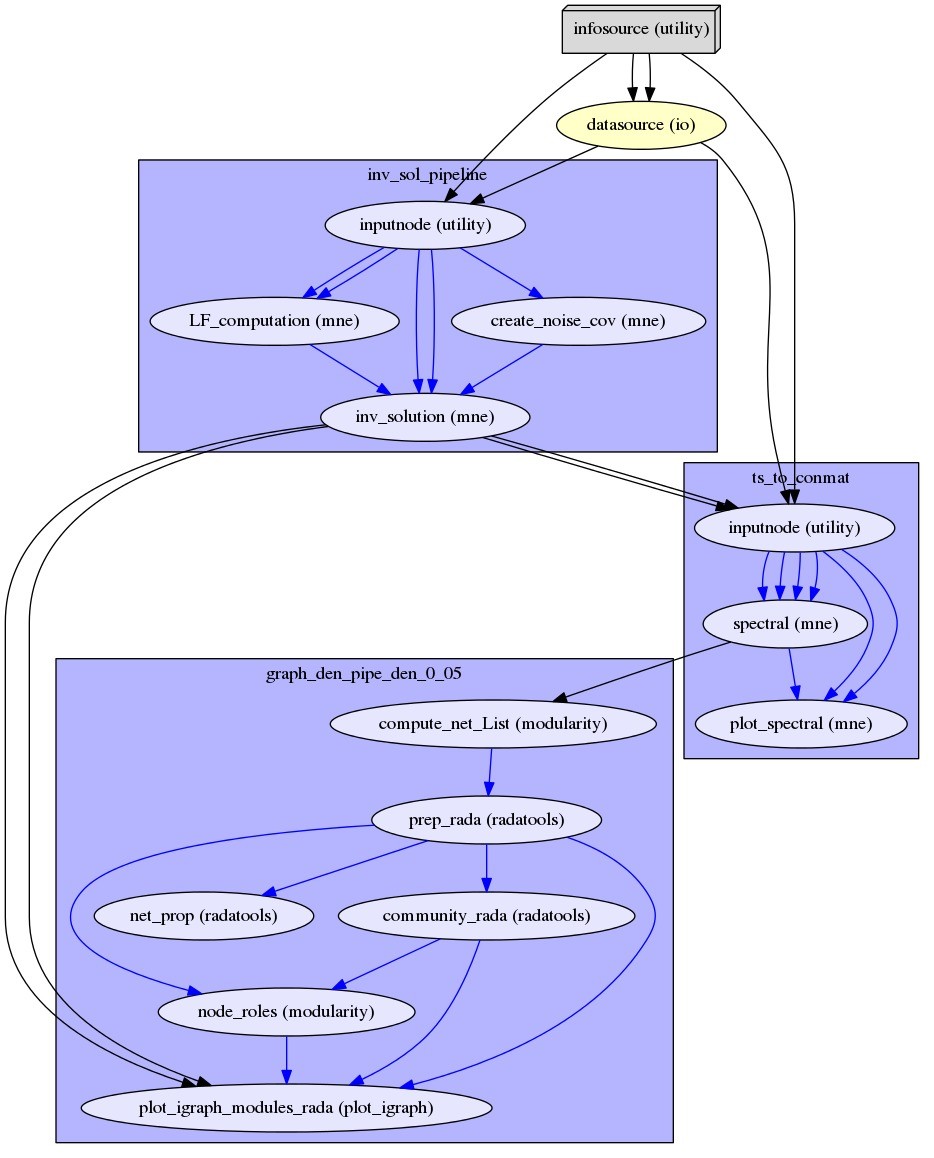 infosource (utility)
datasource (io)
inv_sol_pipeline
inputnode (utility)
LF_computation (mne)
create_noise_cov (mne)
inv_solution (mne)
ts_to_conmat
inputnode (utility)
spectral (mne)
plot_spectral (mne)
graph_den_pipe_den_0_05
compute_net_List (modularity)
prep_rada (radatools)
net_prop (radatools)
community_rada (radatools)
node_roles (modularity)
plot_igraph_modules_rada (plot_igraph)